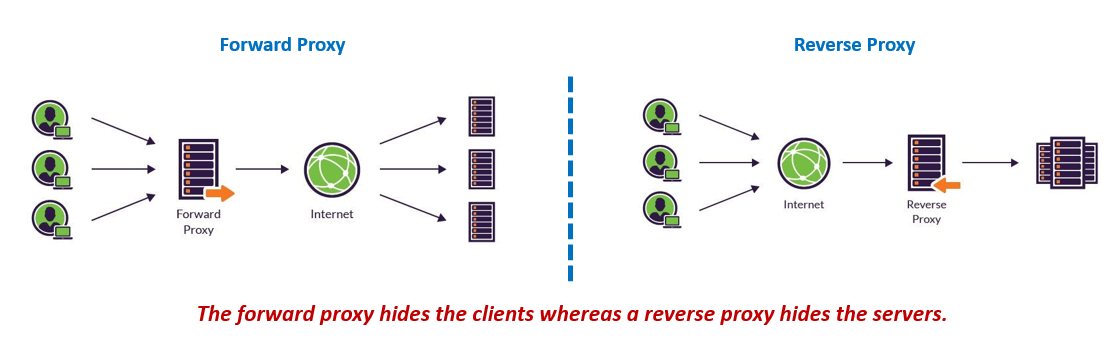 Forward Proxy
Reverse Proxy
Forward
Proxy
Internet
Internet
Reverse
Proxy
The forward proxy hides the clients whereas a reverse proxy hides the servers.